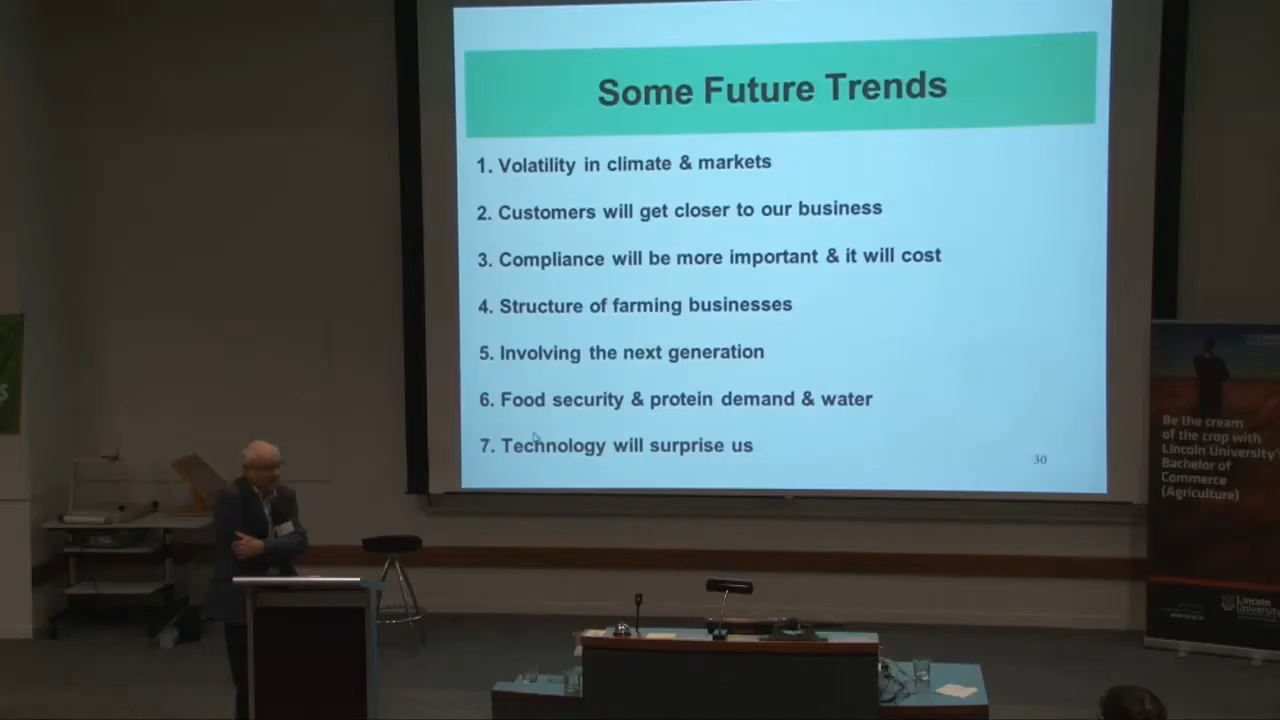 Some Future Trends
1. Volatility in climate & markets
2. Customers will get closer to our business
3. Compliance will be more important & it will cost
4. Structure of farming businesses
5. Involving the next generation
6. Food security & protein demand & water
7. Technology will surprise us
30
S
Be the cream
of the crop with
Lincoln University's
Bachelor of
Commerce
(Agriculture)
Lincoln
University